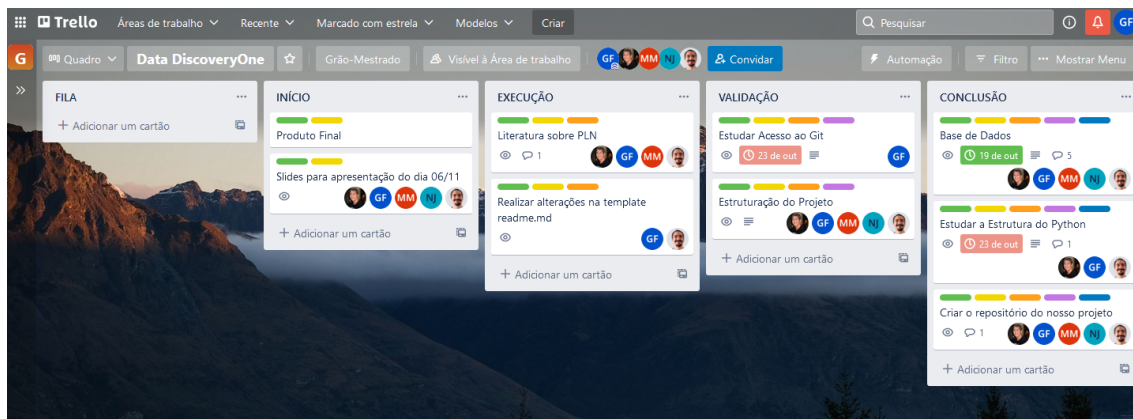 Trello Áreas de trabalho Recente Marcado com estrela Modelos Criar Pesquisar GF
G Quadro Data DiscoveryOne Grão-Mestrado Visível à Área de trabalho GF MM NJ Convidar Automação Filtro Mostrar Menu
FILA
+ Adicionar um cartão
INÍCIO
Produto Final
Slides para apresentação do dia 06/11
GF MM NJ
+ Adicionar um cartão
EXECUÇÃO
Literatura sobre PLN
1 GF MM
Realizar alterações na template
readme.md
GF
+ Adicionar um cartão
VALIDAÇÃO
Estudar Acesso ao Git
23 de out GF
Estruturação do Projeto
GF MM NJ
+ Adicionar um cartão
CONCLUSÃO
Base de Dados
19 de out 5
GF MM NJ
Estudar a Estrutura do Python
23 de out 1
GF
Criar o repositório do nosso projeto
1 GF MM NJ
+ Adicionar um cartão